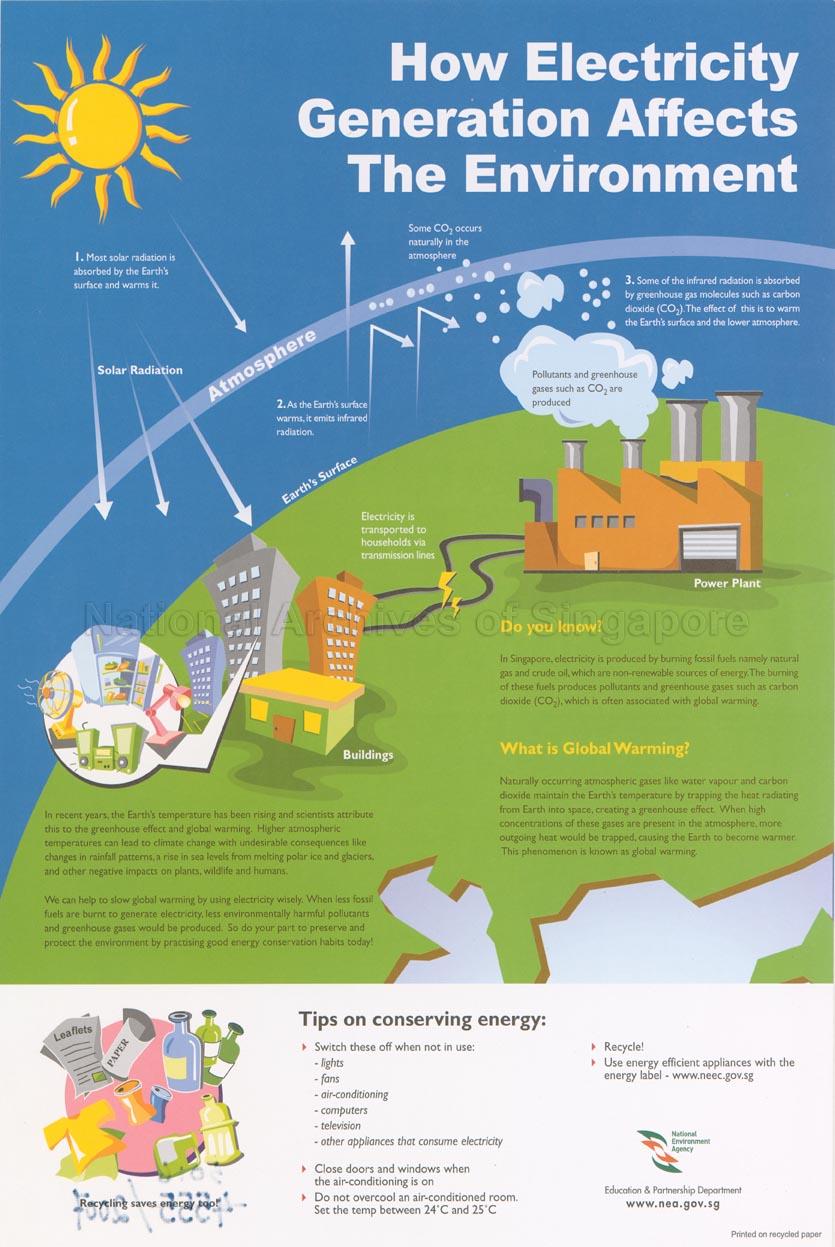 How Electricity
Generation Affects
The Environment
Some CO2 occurs
naturally in the
atmosphere
1. Most solar radiation is
absorbed by the Earth's
surface and warms it.
3. Some of the infrared radiation is absorbed
by greenhouse gas molecules such as carbon
dioxide (CO2). The effect of this is to warm
the Earth's surface and the lower atmosphere.
Solar Radiation
Atmosphere
Pollutants and greenhouse
gases such as CO2 are
produced
2. As the Earth's surface
warms, it emits infrared
radiation.
Earth's Surface
Electricity is
transported to
households via
transmission lines
Power Plant
National Archives of Singapore
Do you know?
In Singapore, electricity is produced by burning fossil fuels namely natural
gas and crude oil, which are non-renewable sources of energy. The burning
of these fuels produces pollutants and greenhouse gases such as carbon
dioxide (CO2), which is often associated with global warming.
Buildings
What is Global Warming?
Naturally occurring atmospheric gases like water vapour and carbon
dioxide maintain the Earth's temperature by trapping the heat radiating
from Earth into space, creating a greenhouse effect. When high
concentrations of these gases are present in the atmosphere, more
outgoing heat would be trapped, causing the Earth to become warmer.
This phenomenon is known as global warming.
In recent years, the Earth's temperature has been rising and scientists attribute
this to the greenhouse effect and global warming. Higher atmospheric
temperatures can lead to climate change with undesirable consequences like
changes in rainfall patterns, a rise in sea levels from melting polar ice and glaciers,
and other negative impacts on plants, wildlife and humans.
We can help to slow global warming by using electricity wisely. When less fossil
fuels are burnt to generate electricity, less environmentally harmful pollutants
and greenhouse gases would be produced. So do your part to preserve and
protect the environment by practising good energy conservation habits today!
Leaflets
PAPER
Recycling saves energy too!
Tips on conserving energy:
Switch these off when not in use:
- lights
- fans
- air-conditioning
- computers
- television
- other appliances that consume electricity
Close doors and windows when
the air-conditioning is on
Do not overcool an air-conditioned room.
Set the temp between 24°C and 25°C
Recycle!
Use energy efficient appliances with the
energy label - www.neec.gov.sg
National
Environment
Agency
Education & Partnership Department
www.nea.gov.sg
Printed on recycled paper